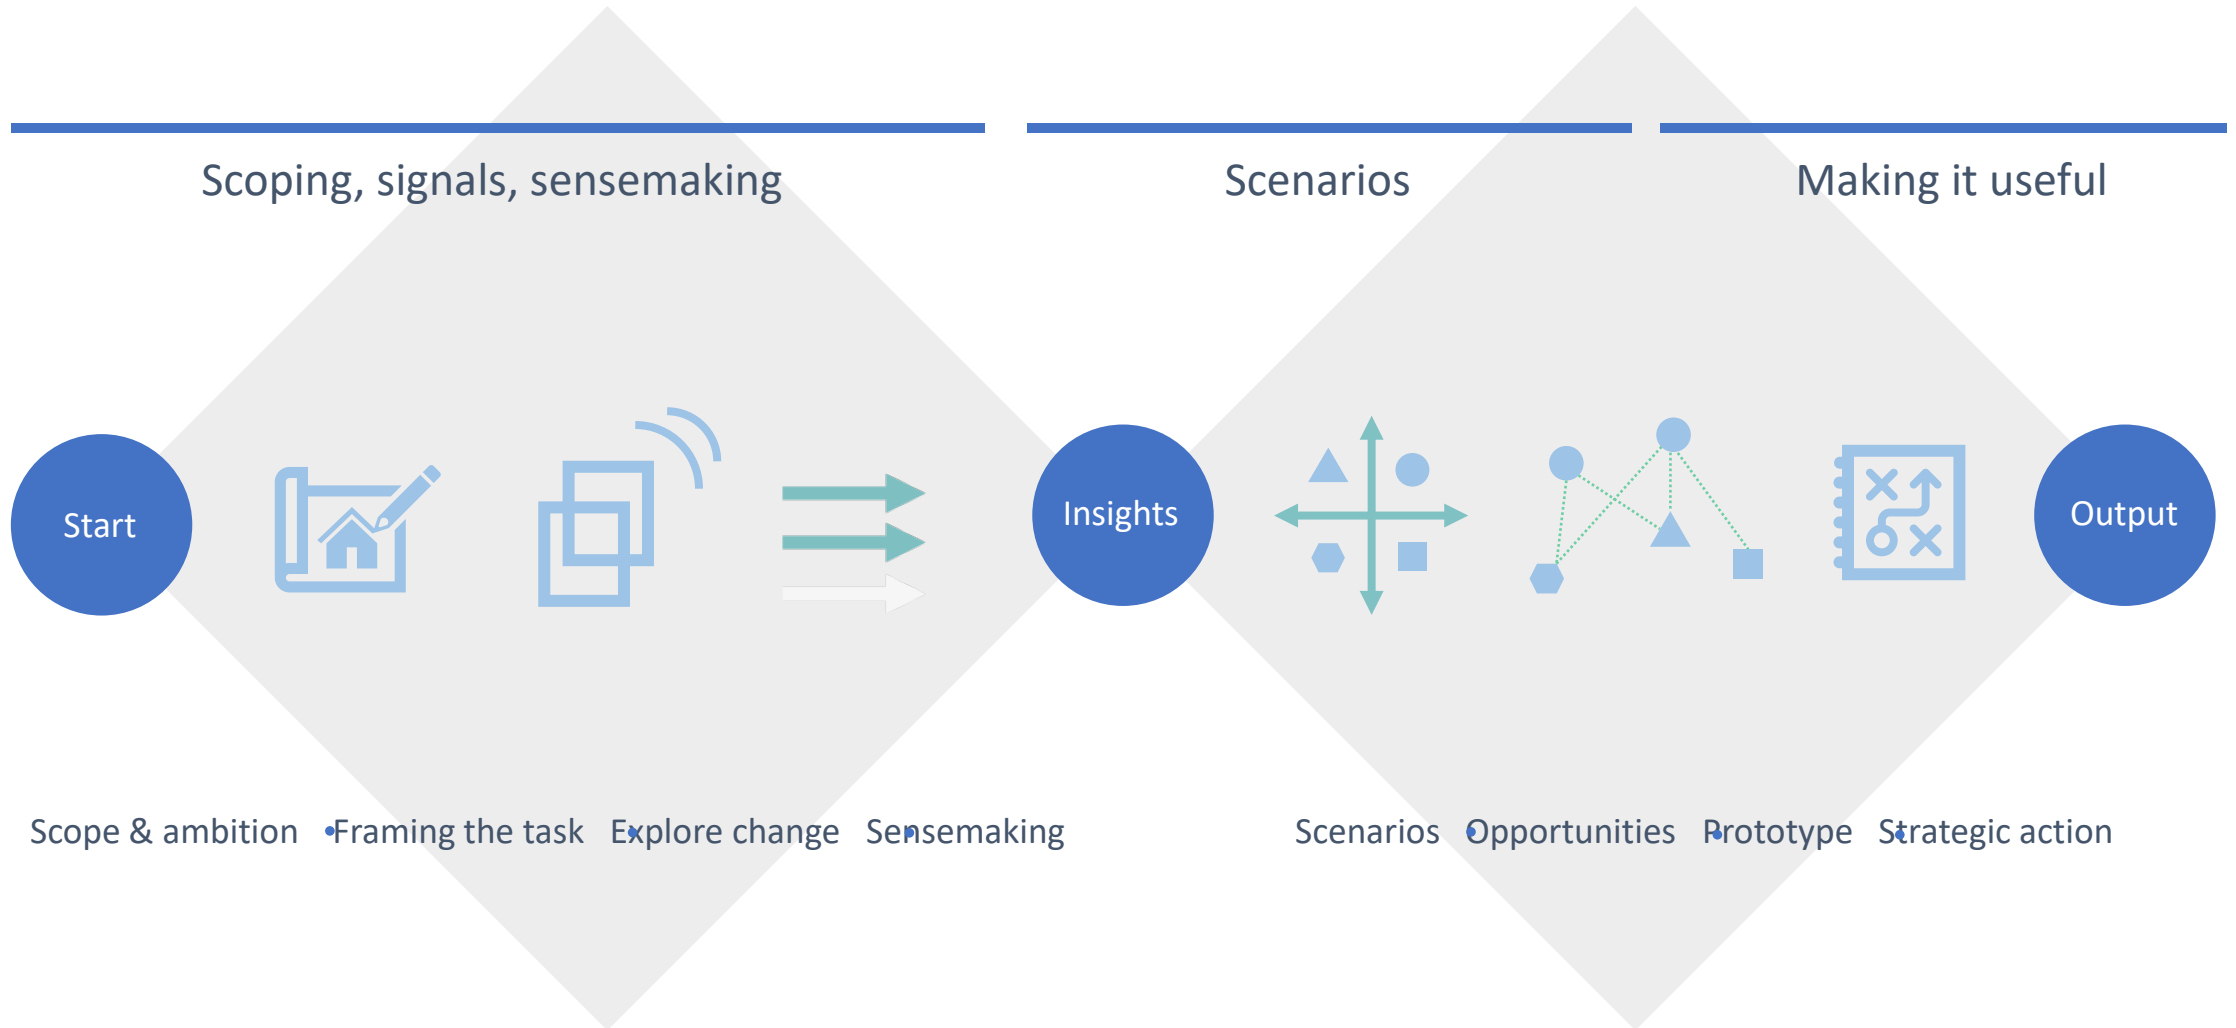 Scoping, signals, sensemaking
Scenarios
Making it useful
Start
Insights
Output
Scope & ambition •Framing the task Explore change Sensemaking
Scenarios Opportunities Prototype Strategic action